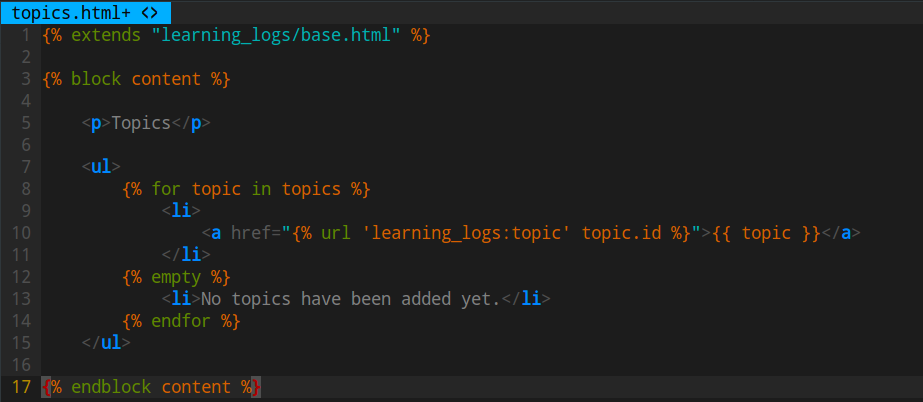 topics.html+ <>
1 {% extends "learning_logs/base.html" %}
2
3 {% block content %}
4
5     <p>Topics</p>
6
7     <ul>
8         {% for topic in topics %}
9             <li>
10                 <a href="{% url 'learning_logs:topic' topic.id %}">{{ topic }}</a>
11             </li>
12         {% empty %}
13             <li>No topics have been added yet.</li>
14         {% endfor %}
15     </ul>
16
17 {% endblock content %}